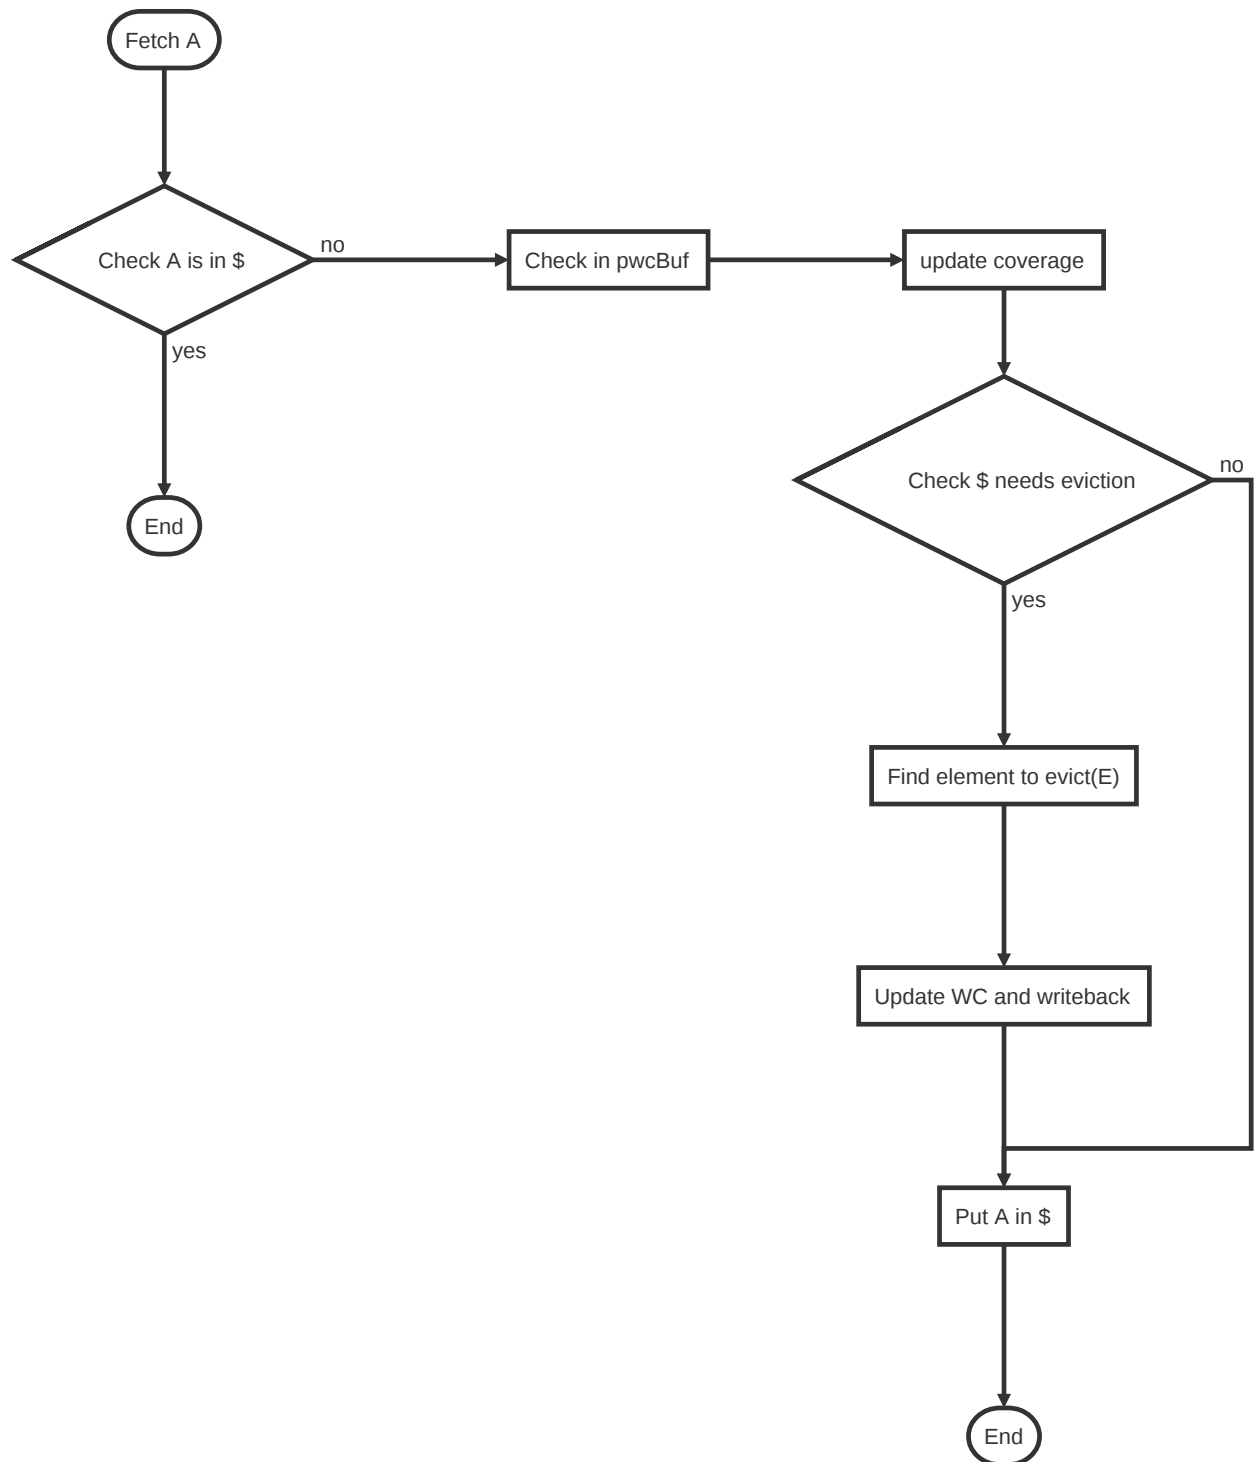 Fetch A
Check A is in $
no
Check in pwcBuf
update coverage
yes
End
Check $ needs eviction
no
yes
Find element to evict(E)
Update WC and writeback
Put A in $
End